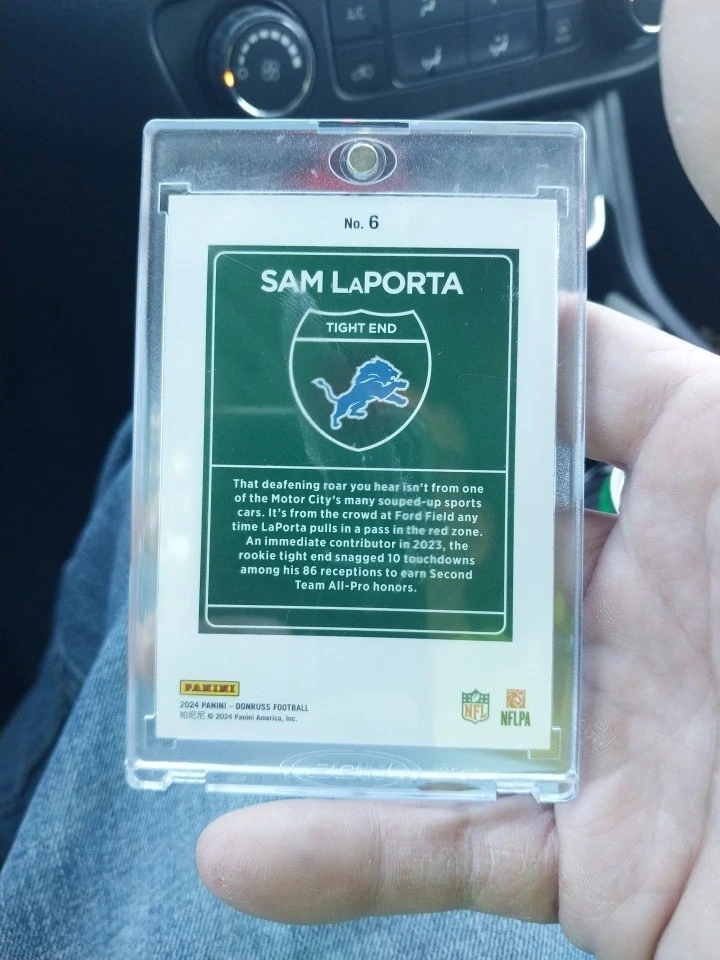 A/C
No. 6
SAM LaPORTA
TIGHT END
That deafening roar you hear isn't from one
of the Motor City's many souped-up sports
cars. It's from the crowd at Ford Field any
time LaPorta pulls in a pass in the red zone.
An immediate contributor in 2023, the
rookie tight end snagged 10 touchdowns
among his 86 receptions to earn Second
Team All-Pro honors.
PANINI
2024 PANINI – DONRUSS FOOTBALL
帕尼尼 © 2024 Panini America, Inc.
NFL
NFLPA